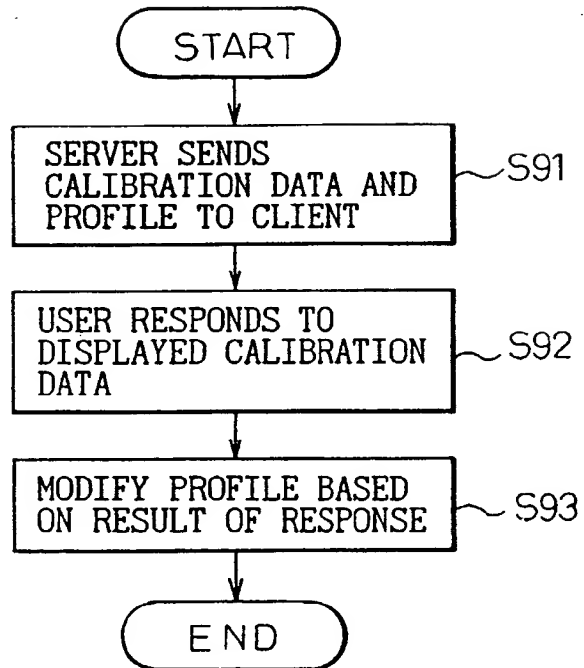 START
SERVER SENDS
CALIBRATION DATA AND
PROFILE TO CLIENT
S91
USER RESPONDS TO
DISPLAYED CALIBRATION
DATA
S92
MODIFY PROFILE BASED
ON RESULT OF RESPONSE
S93
END